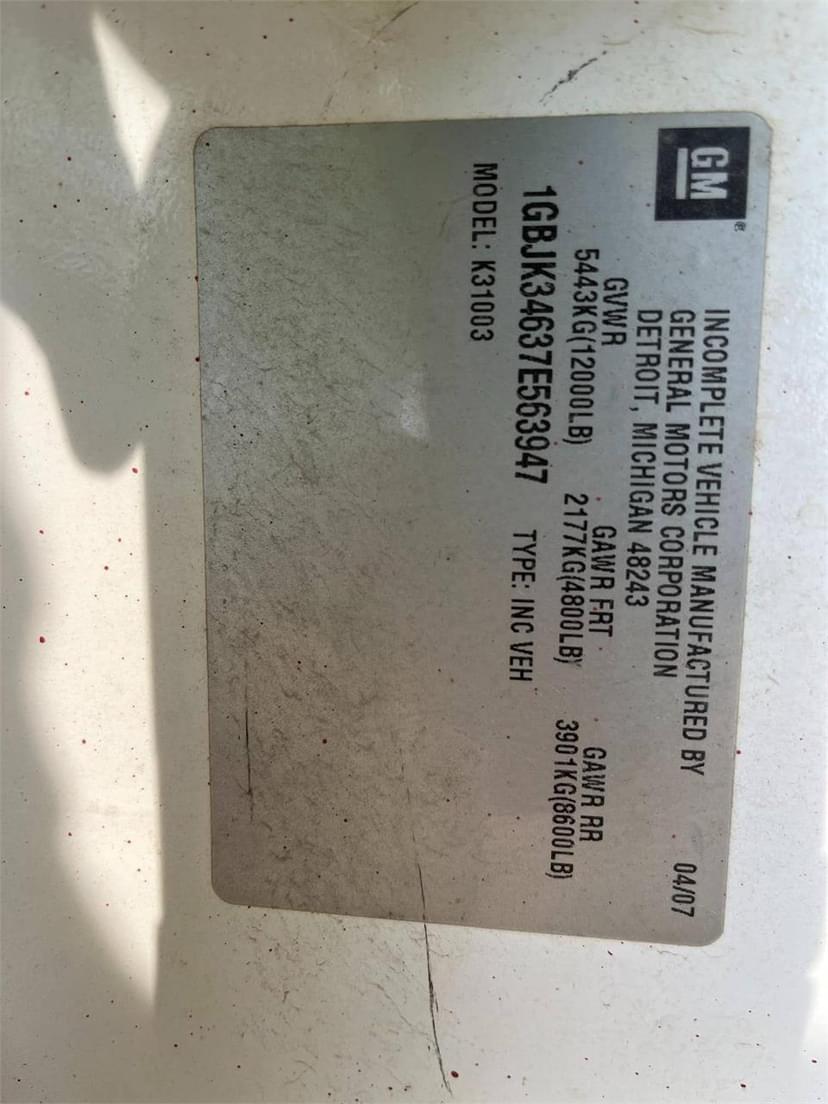 GM®
INCOMPLETE VEHICLE MANUFACTURED BY
GENERAL MOTORS CORPORATION
DETROIT, MICHIGAN 48243
04/07
GVWR GAWR FRT GAWR RR
5443KG(12000LB) 2177KG(4800LB) 3901KG(8600LB)
1GBJK34637E563947 TYPE: INC VEH
MODEL: K31003